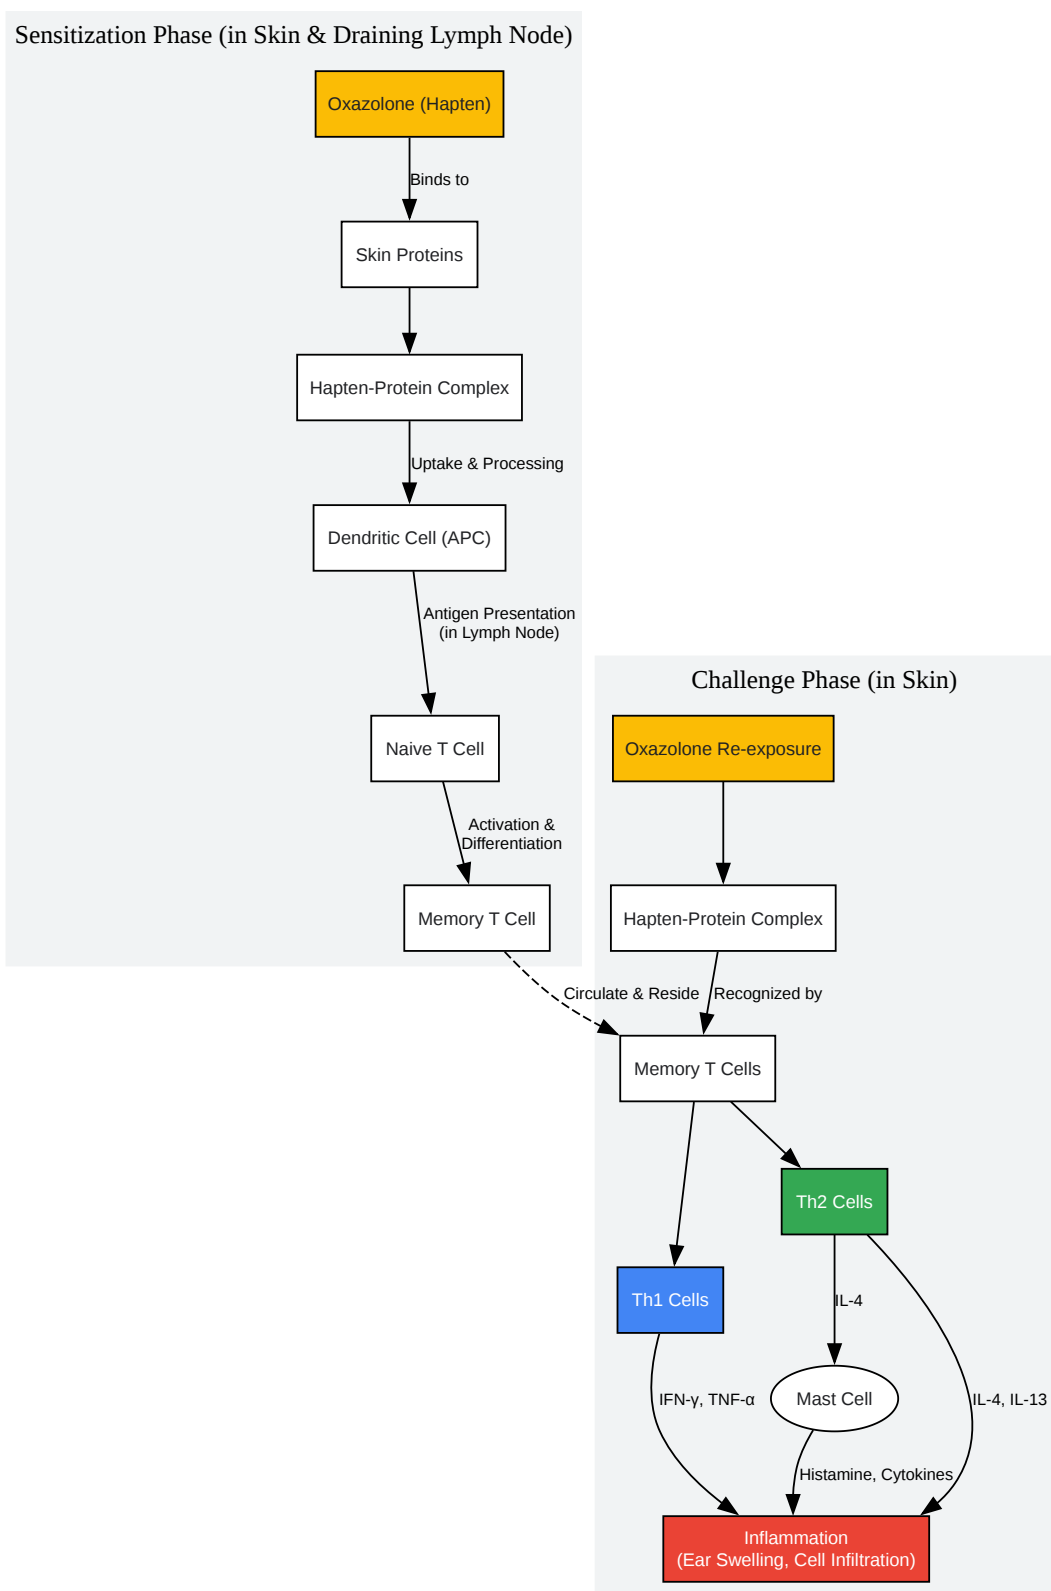 Sensitization Phase (in Skin & Draining Lymph Node)
Oxazolone (Hapten)
Binds to
Skin Proteins
Hapten-Protein Complex
Uptake & Processing
Dendritic Cell (APC)
Antigen Presentation
(in Lymph Node)
Naive T Cell
Activation &
Differentiation
Memory T Cell
Circulate & Reside
Challenge Phase (in Skin)
Oxazolone Re-exposure
Hapten-Protein Complex
Recognized by
Memory T Cells
Th2 Cells
Th1 Cells
IL-4
Mast Cell
IFN-γ, TNF-α
IL-4, IL-13
Histamine, Cytokines
Inflammation
(Ear Swelling, Cell Infiltration)